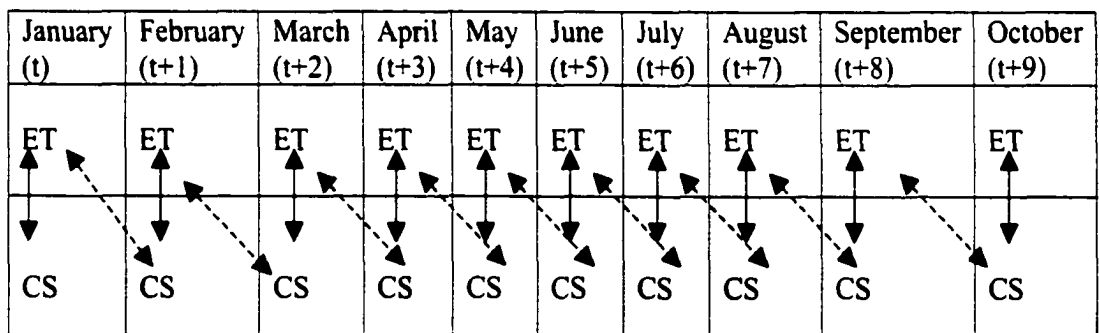 January February March April May June July August September October
(t) (t+1) (t+2) (t+3) (t+4) (t+5) (t+6) (t+7) (t+8) (t+9)
ET ET ET ET ET ET ET ET ET ET
CS CS CS CS CS CS CS CS CS CS